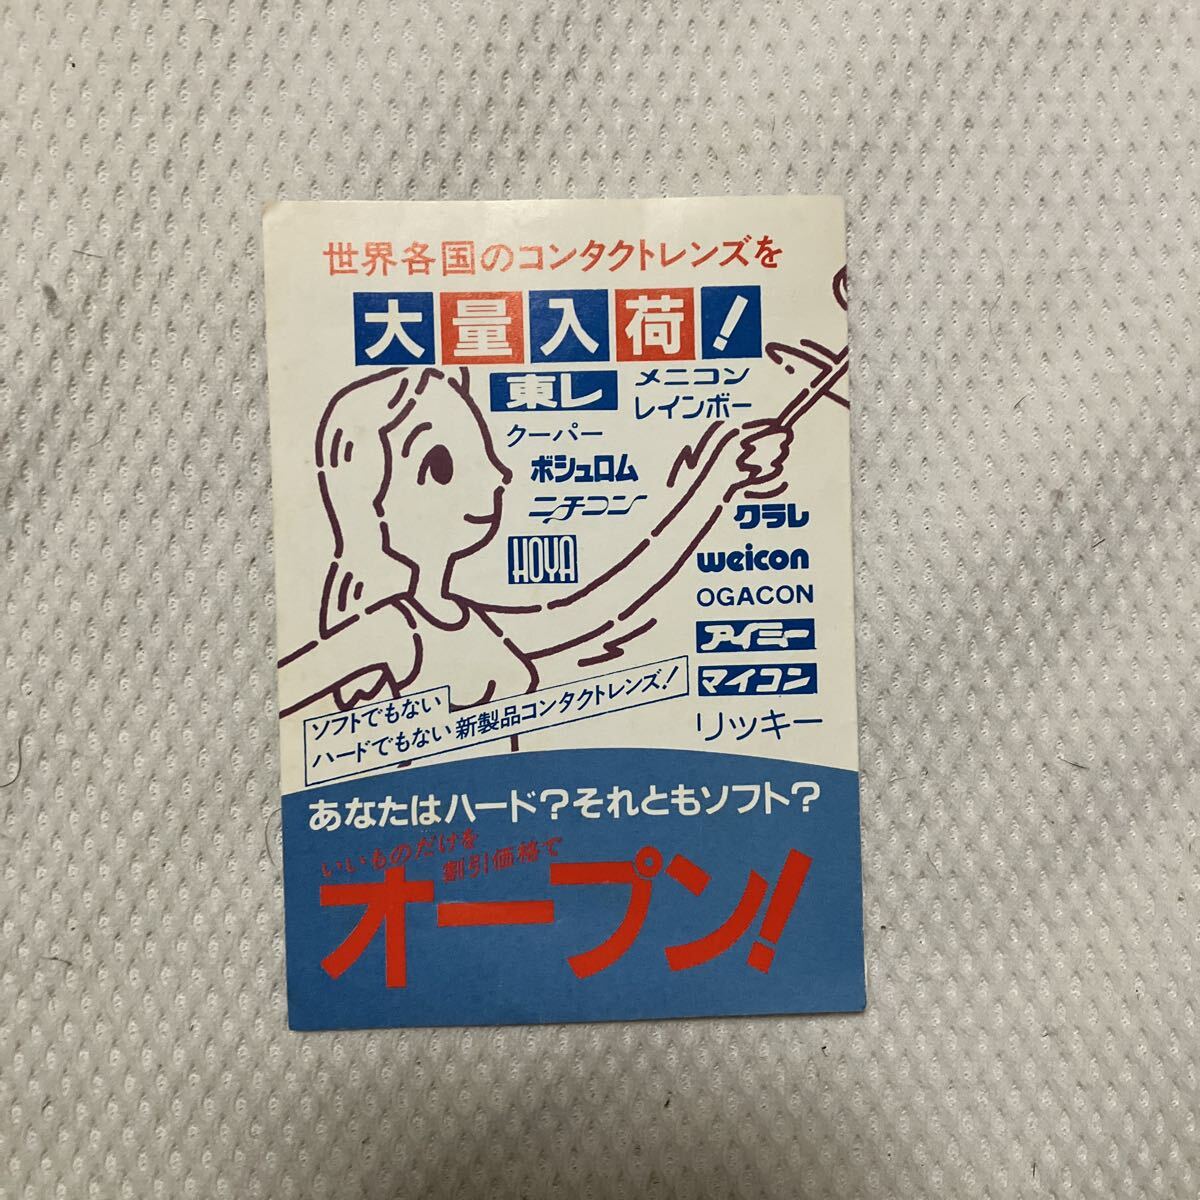 世界各国のコンタクトレンズを
大量入荷！
東レ
メニコン
レインボー
クーパー
ボシュロム
ニチコン
HOYA
クラレ
weicon
OGACON
アイミー
マイコン
リッキー
ソフトでもない
ハードでもない新製品コンタクトレンズ！
あなたはハード？それともソフト？
いいものだけを
割引価格で
オープン！